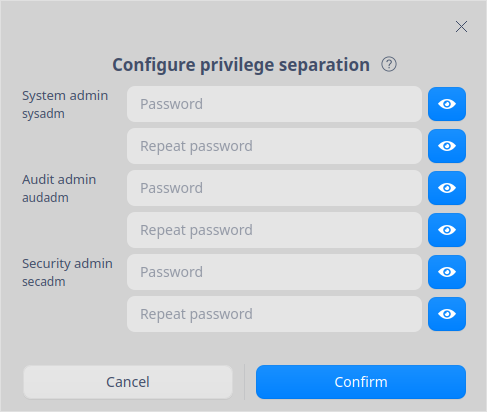 Configure privilege separation ?
System admin
sysadm
Password
Repeat password
Audit admin
audadm
Password
Repeat password
Security admin
secadm
Password
Repeat password
Cancel
Confirm